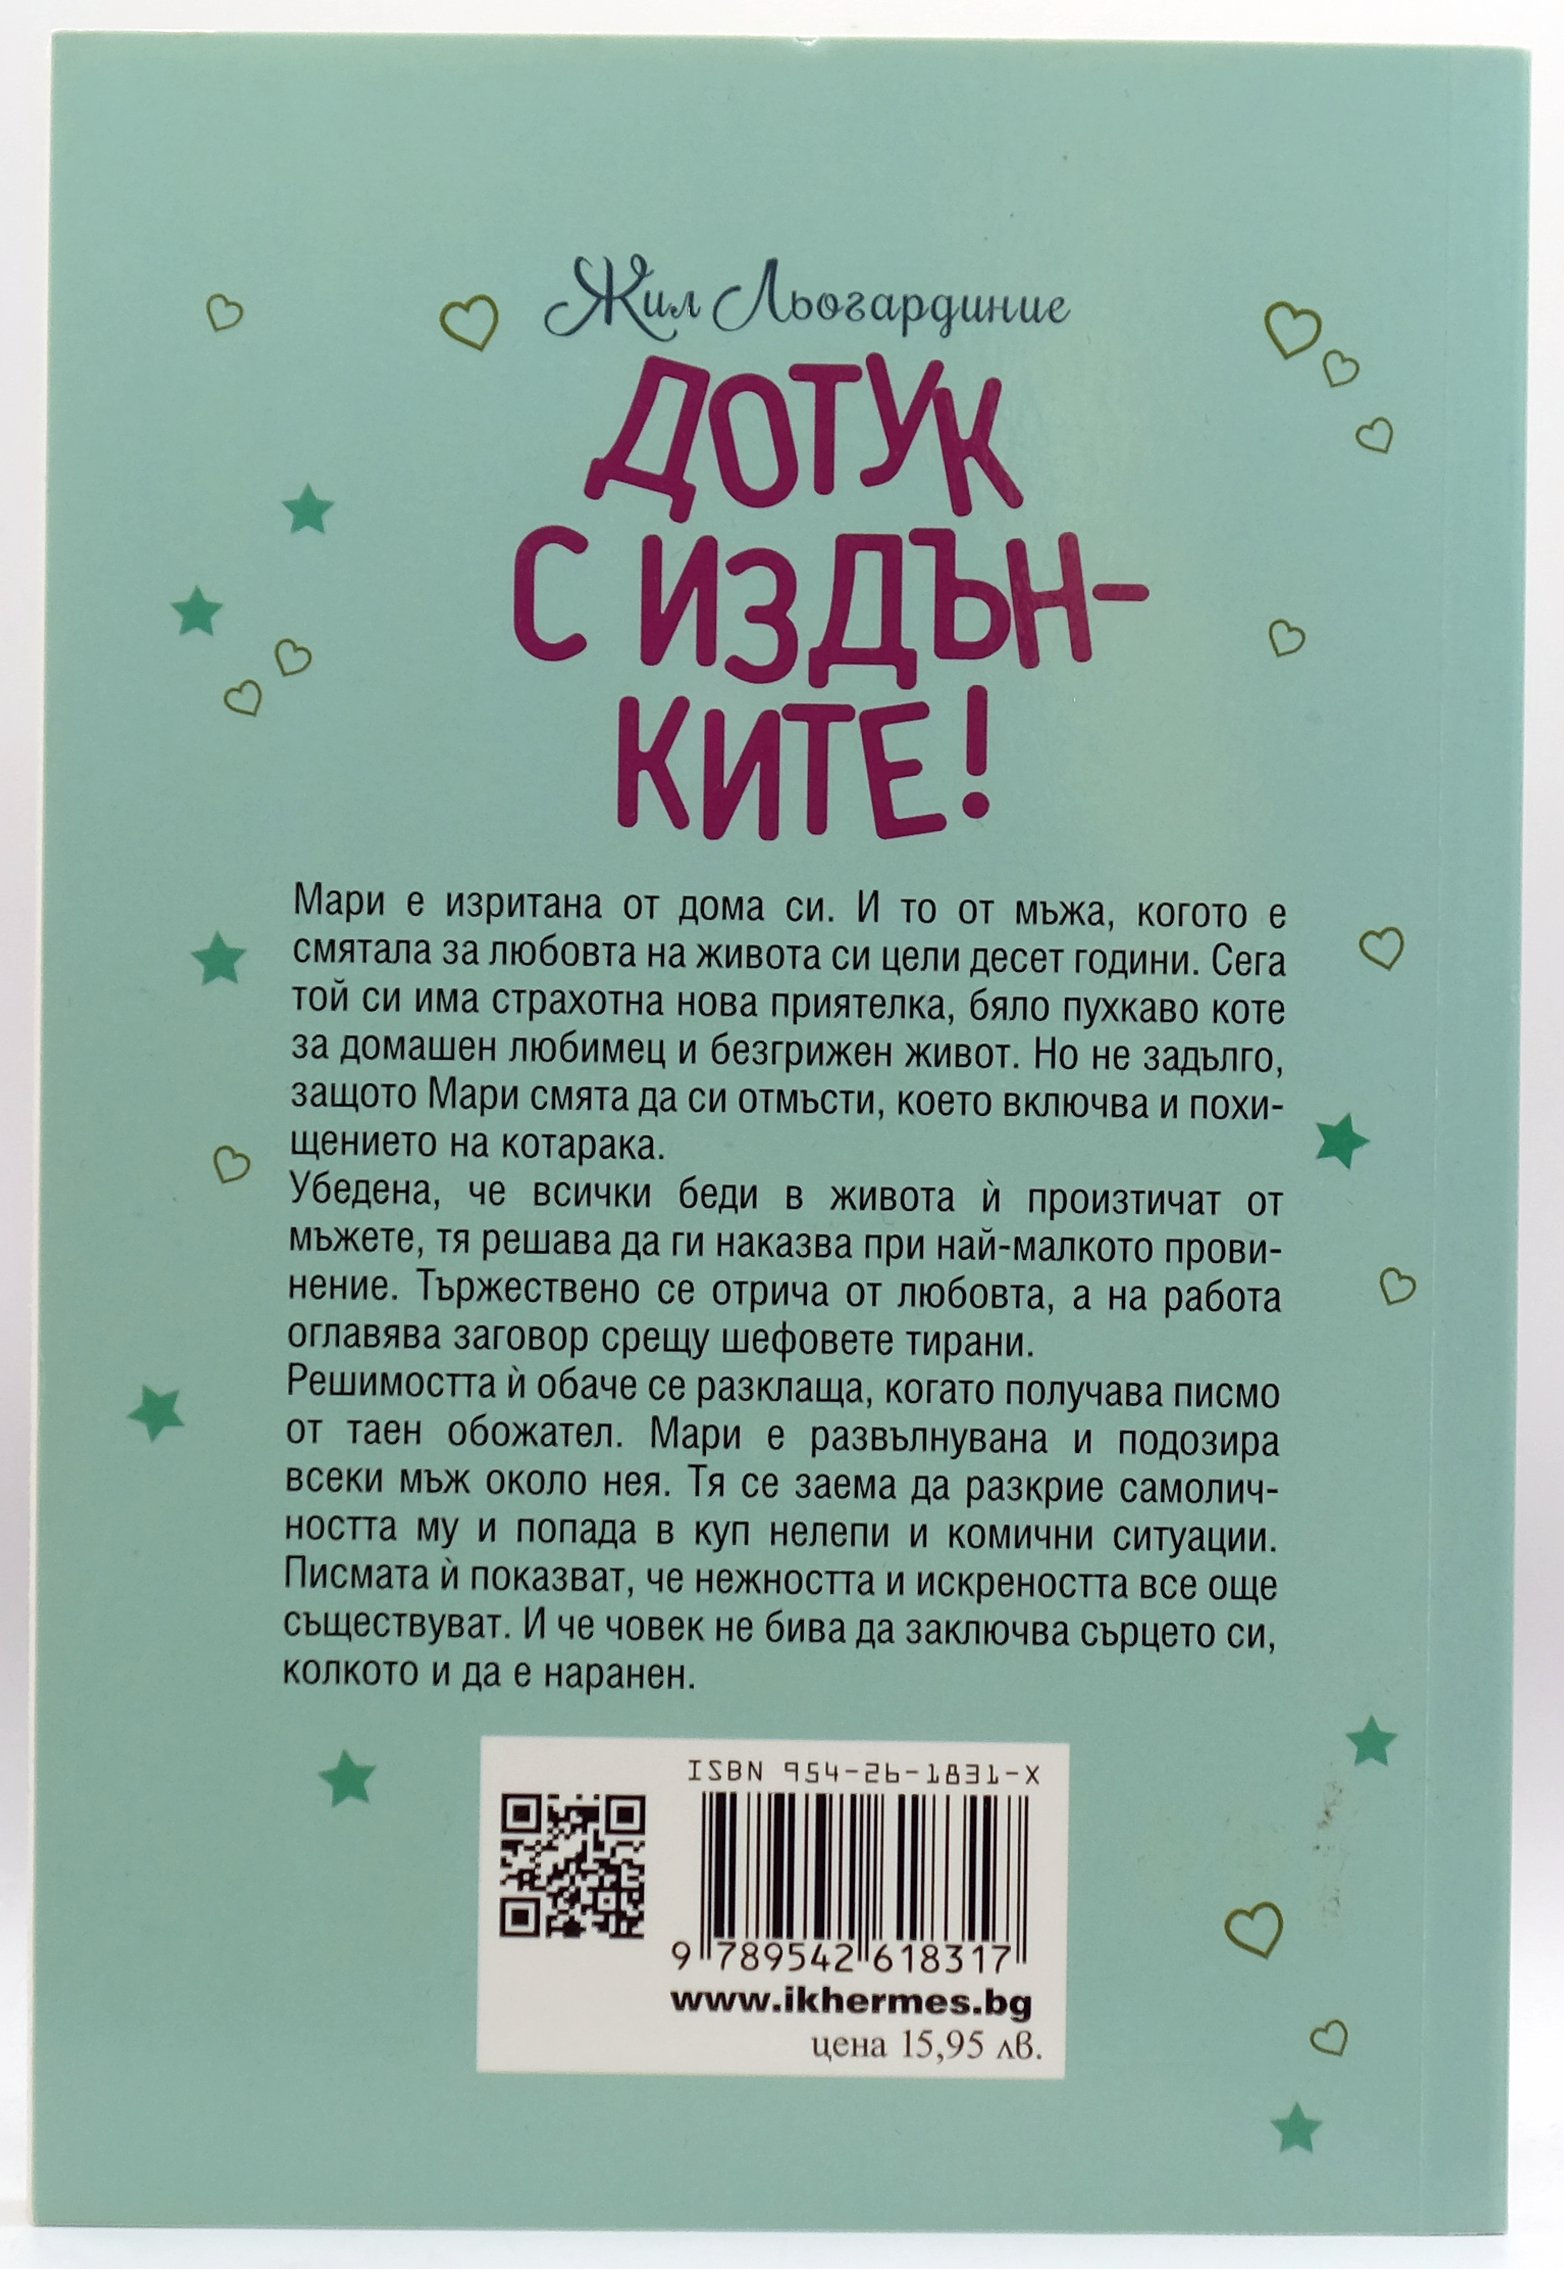 Жил Льогардиние
ДОТУК
С ИЗДЪН-
КИТЕ!
Мари е изритана от дома си. И то от мъжа, когото е
смятала за любовта на живота си цели десет години. Сега
той си има страхотна нова приятелка, бяло пухкаво коте
за домашен любимец и безгрижен живот. Но не задълго,
защото Мари смята да си отмъсти, което включва и похи-
щението на котарака.
Убедена, че всички беди в живота ѝ произтичат от
мъжете, тя решава да ги наказва при най-малкото прови-
нение. Тържествено се отрича от любовта, а на работа
оглавява заговор срещу шефовете тирани.
Решимостта ѝ обаче се разклаща, когато получава писмо
от таен обожател. Мари е развълнувана и подозира
всеки мъж около нея. Тя се заема да разкрие самолич-
ността му и попада в куп нелепи и комични ситуации.
Писмата ѝ показват, че нежността и искреността все още
съществуват. И че човек не бива да заключва сърцето си,
колкото и да е наранен.
ISBN 954-26-1831-X
9 789542 618317
www.ikhermes.bg
цена 15,95 лв.